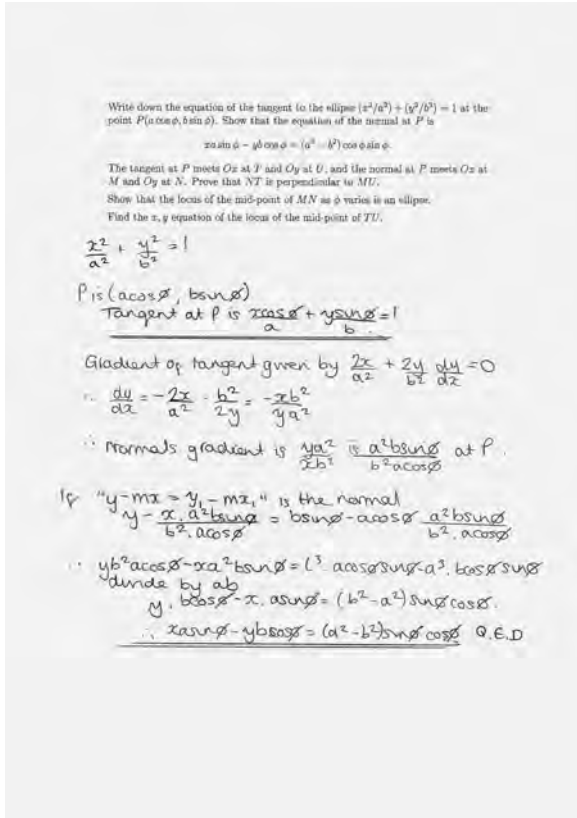 Write down the equation of the tangent to the ellipse (x²/a²) + (y²/b²) = 1 at the
point P(a cos ϕ, b sin ϕ). Show that the equation of the normal at P is
xa sin ϕ − yb cos ϕ = (a² − b²) cos ϕ sin ϕ.
The tangent at P meets Ox at T and Oy at U, and the normal at P meets Ox at
M and Oy at N. Prove that NT is perpendicular to MU.
Show that the locus of the mid-point of MN as ϕ varies is an ellipse.
Find the x, y equation of the locus of the mid-point of TU.
x²/a² + y²/b² = 1
P is (acosø, bsinø)
Tangent at P is xcosø/a + ysinø/b = 1
Gradient of tangent given by 2x/a² + 2y/b² dy/dx = 0
∴ dy/dx = -2x/a² · b²/2y = -xb²/ya²
∴ Normals gradient is ya²/xb² is a²bsinø/b²acosø at P.
If "y-mx = y₁-mx₁" is the normal
y - x.a²bsinø/b².acosø = bsinø-acosø a²bsinø/b².acosø
∴ yb²acosø-xa²bsinø = b³ acosøsinø-a³.bcosøsinø
divide by ab
y.bcosø-x.asinø = (b²-a²)sinøcosø.
∴ xasinø-ybcosø = (a²-b²)sinø cosø Q.E.D